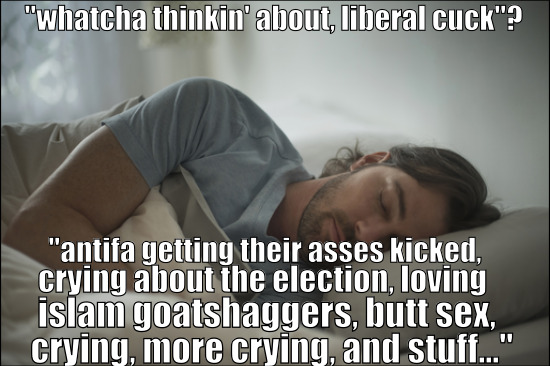 "whatcha thinkin' about, liberal cuck"?
"antifa getting their asses kicked,
crying about the election, loving
islam goatshaggers, butt sex,
crying, more crying, and stuff..."